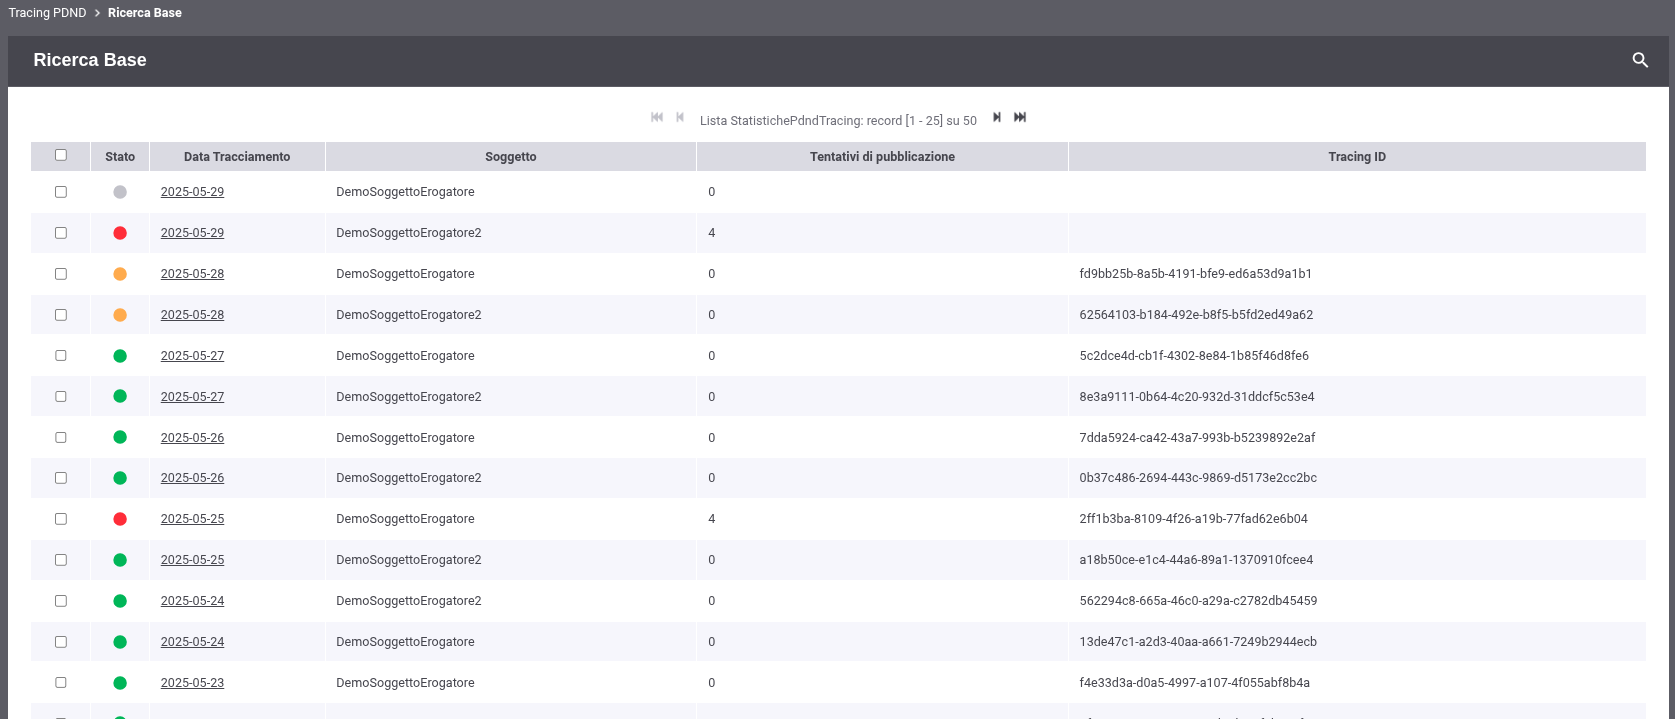 Tracing PDND > Ricerca Base
Ricerca Base
Lista StatistichePdndTracing: record [1 - 25] su 50
Stato Data Tracciamento Soggetto Tentativi di pubblicazione Tracing ID
2025-05-29 DemoSoggettoErogatore 0
2025-05-29 DemoSoggettoErogatore2 4
2025-05-28 DemoSoggettoErogatore 0 fd9bb25b-8a5b-4191-bfe9-ed6a53d9a1b1
2025-05-28 DemoSoggettoErogatore2 0 62564103-b184-492e-b8f5-b5fd2ed49a62
2025-05-27 DemoSoggettoErogatore 0 5c2dce4d-cb1f-4302-8e84-1b85f46d8fe6
2025-05-27 DemoSoggettoErogatore2 0 8e3a9111-0b64-4c20-932d-31ddcf5c53e4
2025-05-26 DemoSoggettoErogatore 0 7dda5924-ca42-43a7-993b-b5239892e2af
2025-05-26 DemoSoggettoErogatore2 0 0b37c486-2694-443c-9869-d5173e2cc2bc
2025-05-25 DemoSoggettoErogatore 4 2ff1b3ba-8109-4f26-a19b-77fad62e6b04
2025-05-25 DemoSoggettoErogatore2 0 a18b50ce-e1c4-44a6-89a1-1370910fcee4
2025-05-24 DemoSoggettoErogatore2 0 562294c8-665a-46c0-a29a-c2782db45459
2025-05-24 DemoSoggettoErogatore 0 13de47c1-a2d3-40aa-a661-7249b2944ecb
2025-05-23 DemoSoggettoErogatore 0 f4e33d3a-d0a5-4997-a107-4f055abf8b4a